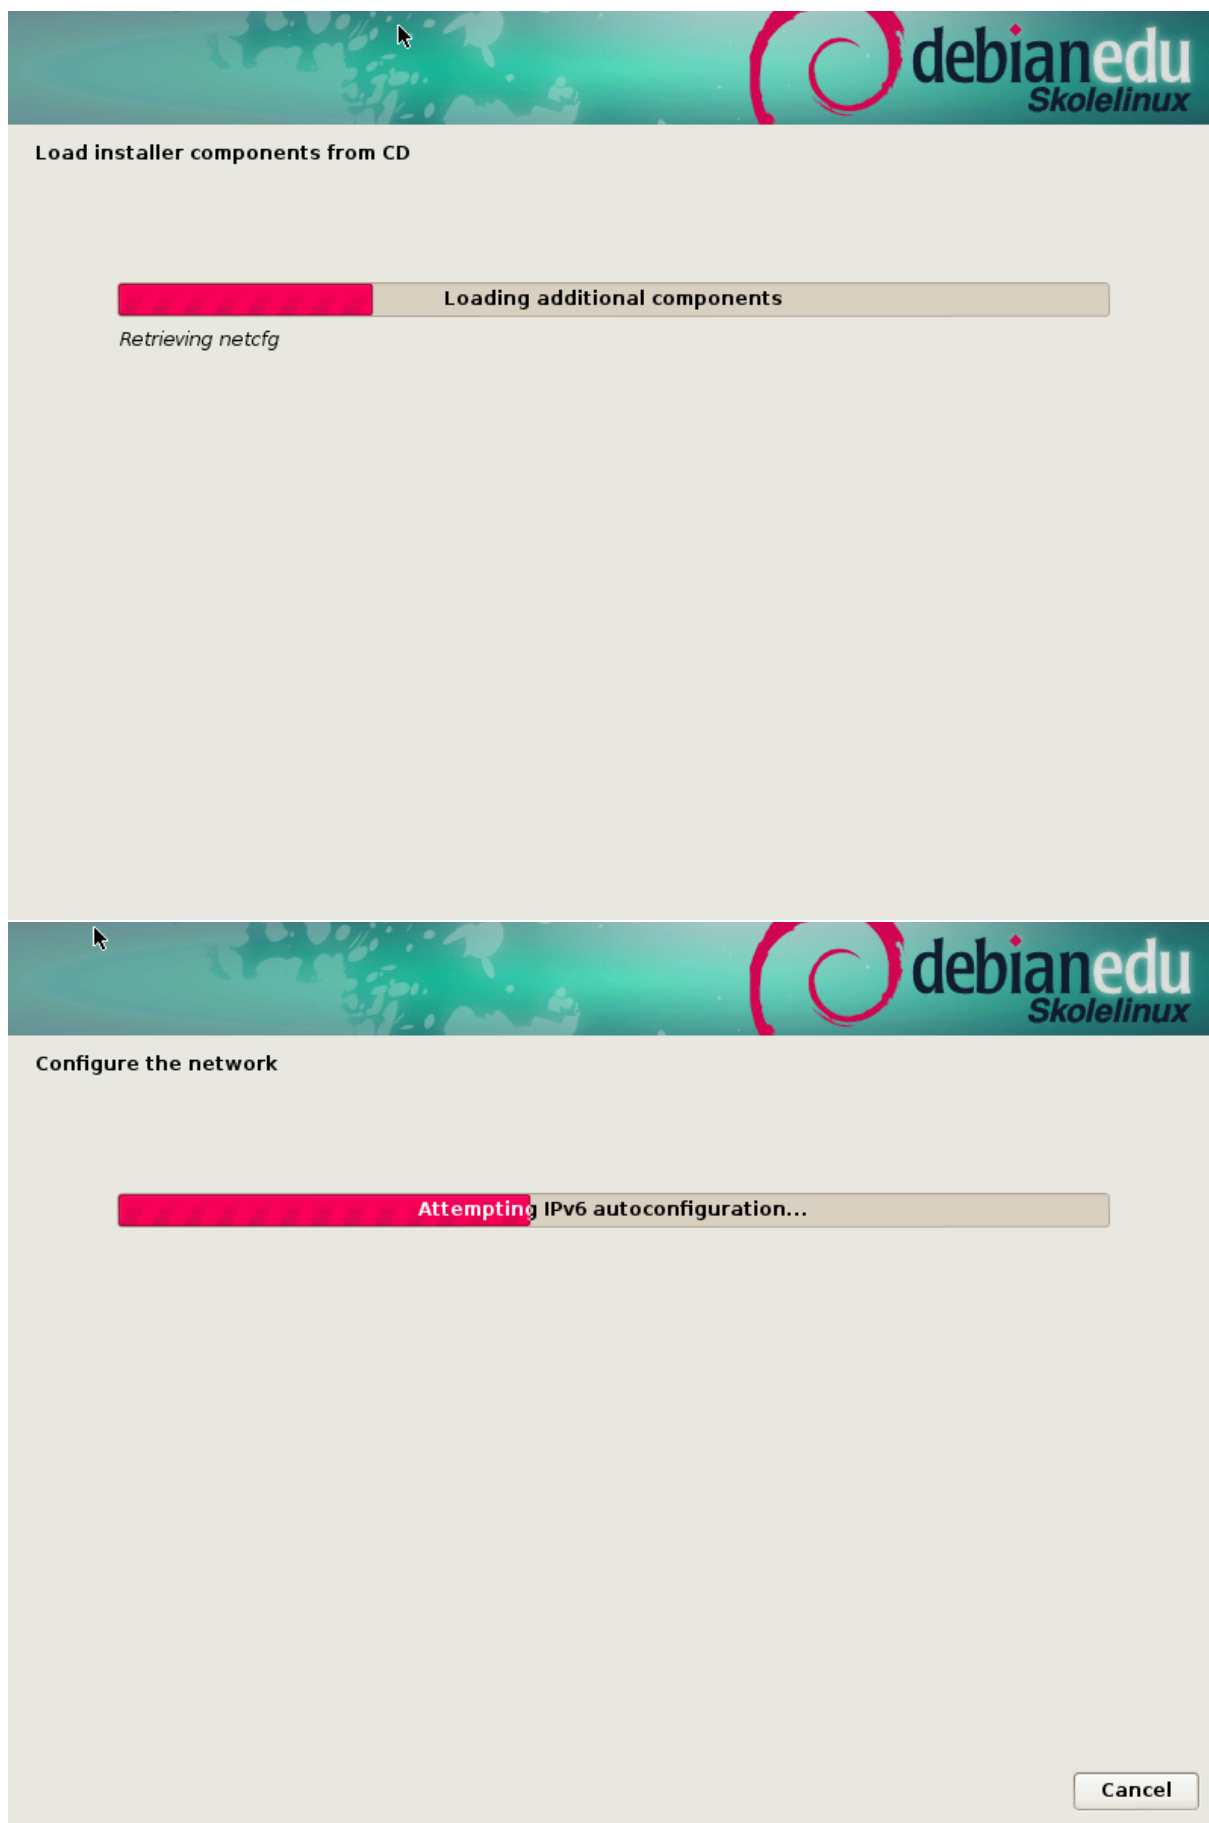 debianedu
Skolelinux
Load installer components from CD
Loading additional components
Retrieving netcfg
debianedu
Skolelinux
Configure the network
Attempting IPv6 autoconfiguration...
Cancel